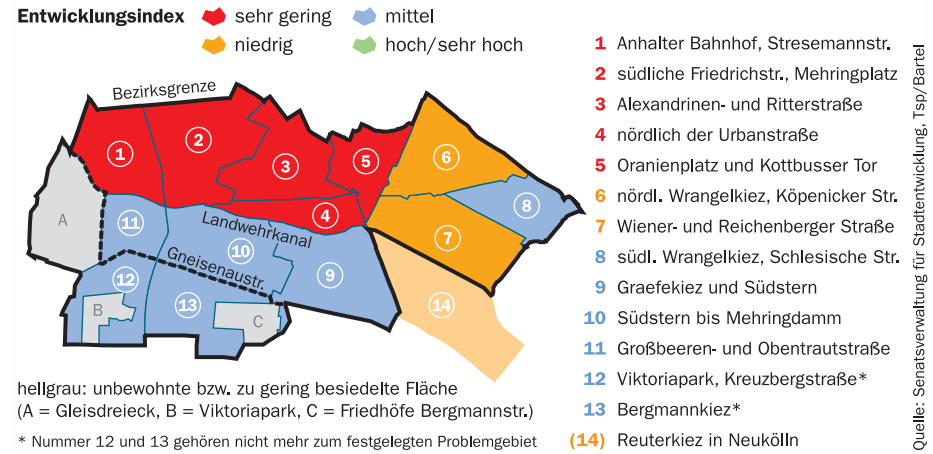 Entwicklungsindex
sehr gering
mittel
niedrig
hoch/sehr hoch
Bezirksgrenze
1
2
3
5
6
4
8
A
11
Landwehrkanal
10
7
Gneisenaustr.
9
12
13
14
B
C
hellgrau: unbewohnte bzw. zu gering besiedelte Fläche
(A = Gleisdreieck, B = Viktoriapark, C = Friedhöfe Bergmannstr.)
* Nummer 12 und 13 gehören nicht mehr zum festgelegten Problemgebiet
1 Anhalter Bahnhof, Stresemannstr.
2 südliche Friedrichstr., Mehringplatz
3 Alexandrinen- und Ritterstraße
4 nördlich der Urbanstraße
5 Oranienplatz und Kottbusser Tor
6 nördl. Wrangelkiez, Köpenicker Str.
7 Wiener- und Reichenberger Straße
8 südl. Wrangelkiez, Schlesische Str.
9 Graefekiez und Südstern
10 Südstern bis Mehringdamm
11 Großbeeren- und Obentrautstraße
12 Viktoriapark, Kreuzbergstraße*
13 Bergmannkiez*
(14) Reuterkiez in Neukölln
Quelle: Senatsverwaltung für Stadtentwicklung, Tsp/Bartel